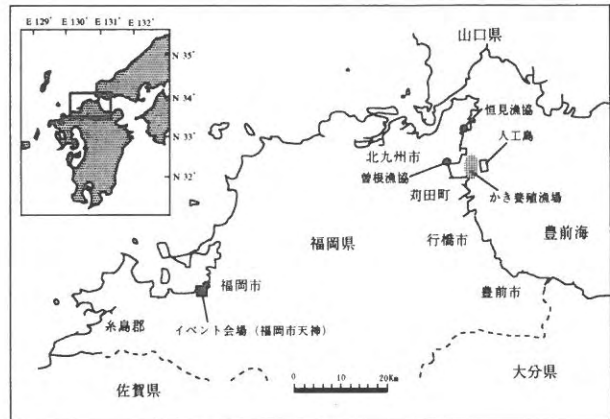 E 129° E 130° E 131° E 132°
N 35°
N 34°
N 33°
N 32°
山口県
恒見漁協
人工島
北九州市
曽根漁協
苅田町
かき養殖漁場
福岡県
行橋市
豊前海
福岡市
豊前市
糸島郡
イベント会場（福岡市天神）
大分県
佐賀県
0 10 20Km